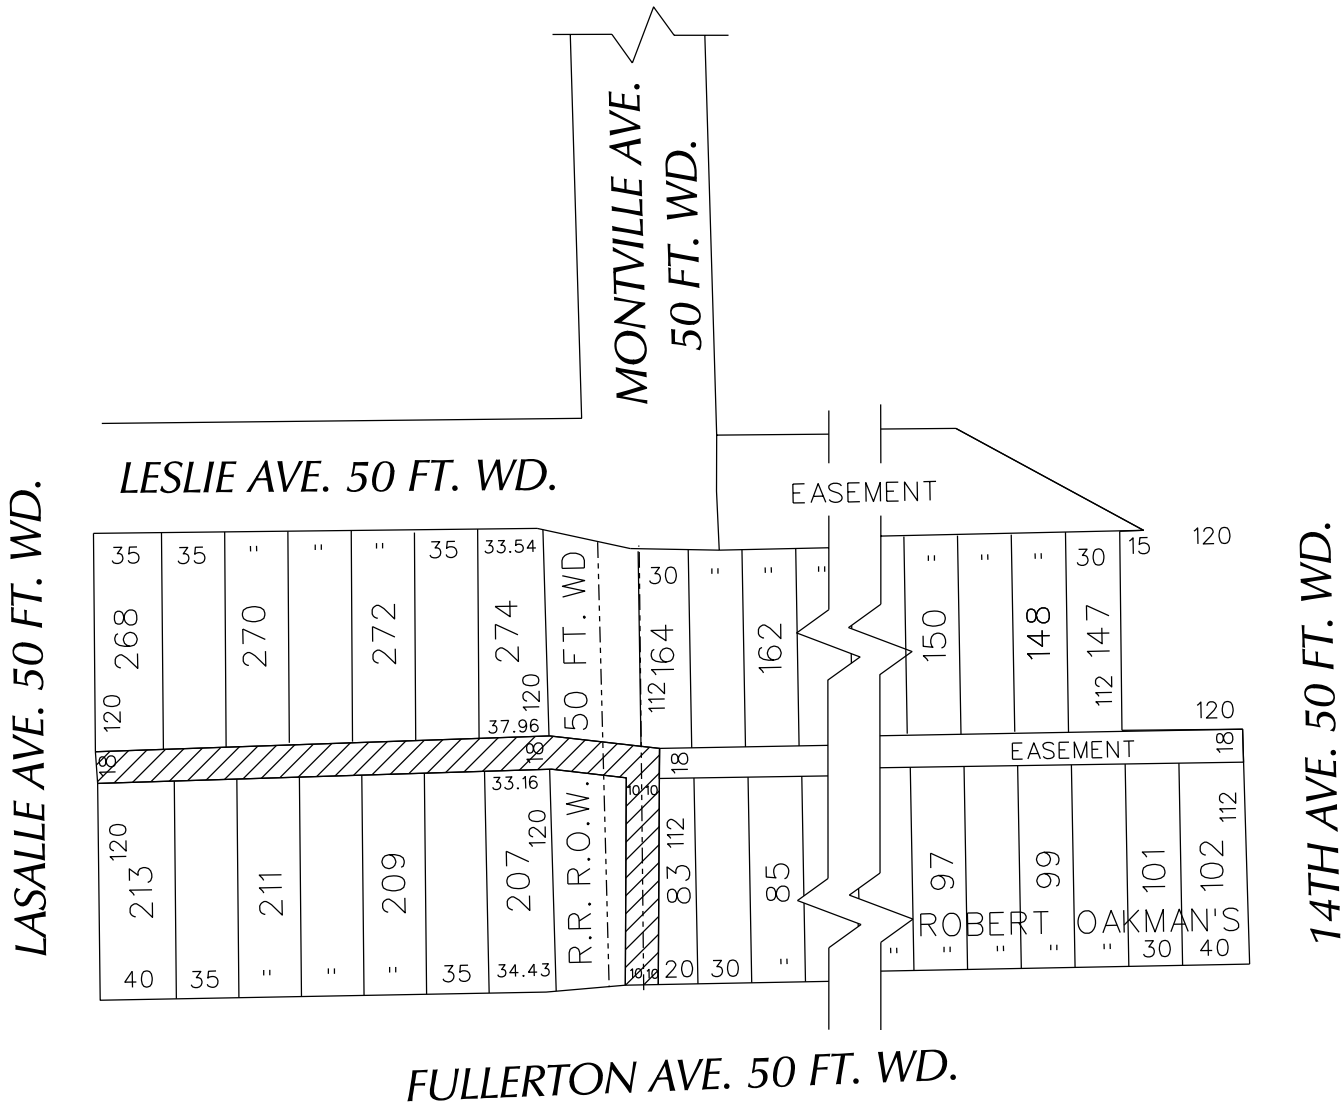 MONTVILLE AVE.
50 FT. WD.
LESLIE AVE. 50 FT. WD.
EASEMENT
LASALLE AVE. 50 FT. WD.
14TH AVE. 50 FT. WD.
35 35 " " " 35 33.54
30 " " " " " " 30 15 120
268 270 272 274
50 FT. WD
164 162 150 148 147
120 120 112 112
37.96 120
18 18 18 EASEMENT 18
33.16 10 10
120 120 112 112
R.R. R.O.W.
213 211 209 207 83 85 97 99 101 102
ROBERT OAKMAN'S
40 35 " " " 35 34.43 10 10 20 30 " " " " " " 30 40
FULLERTON AVE. 50 FT. WD.